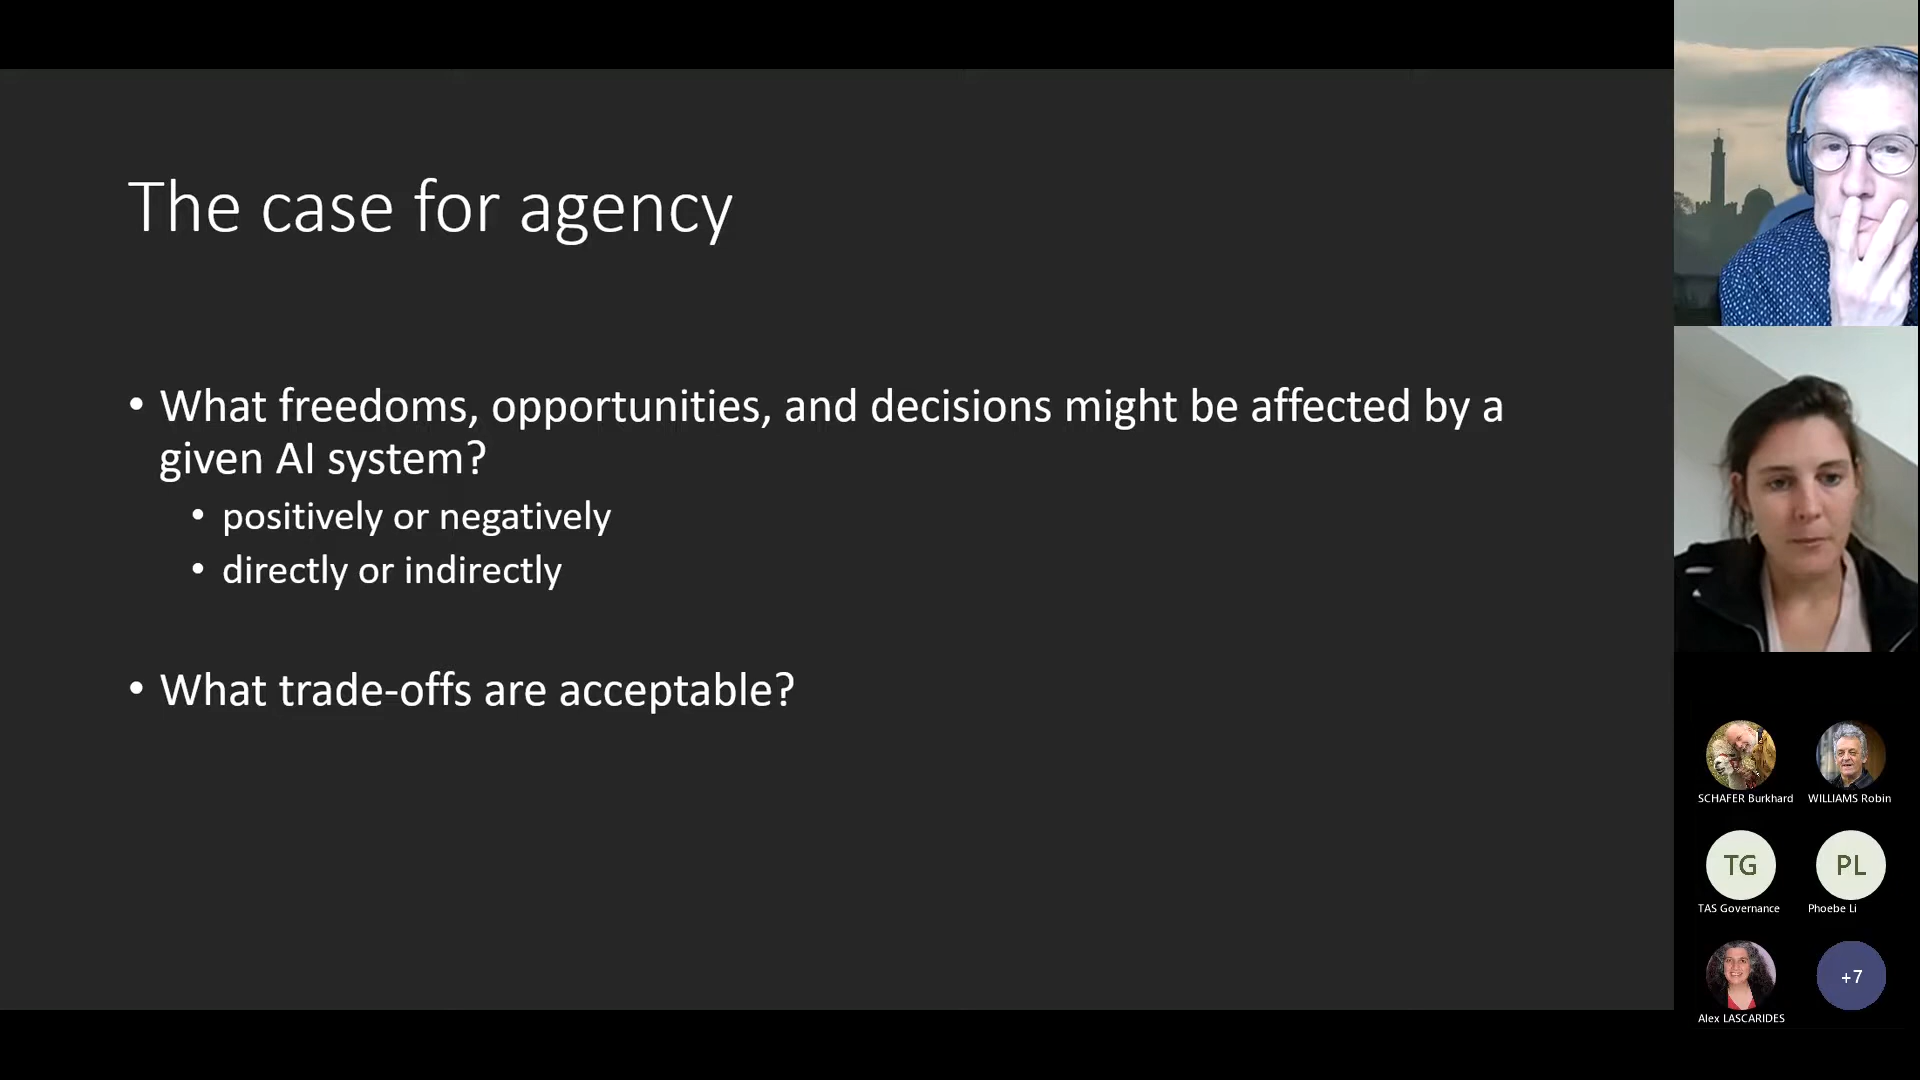 The case for agency
• What freedoms, opportunities, and decisions might be affected by a
given AI system?
• positively or negatively
• directly or indirectly
• What trade-offs are acceptable?
SCHAFER Burkhard
WILLIAMS Robin
TG
PL
TAS Governance
Phoebe Li
+7
Alex LASCARIDES